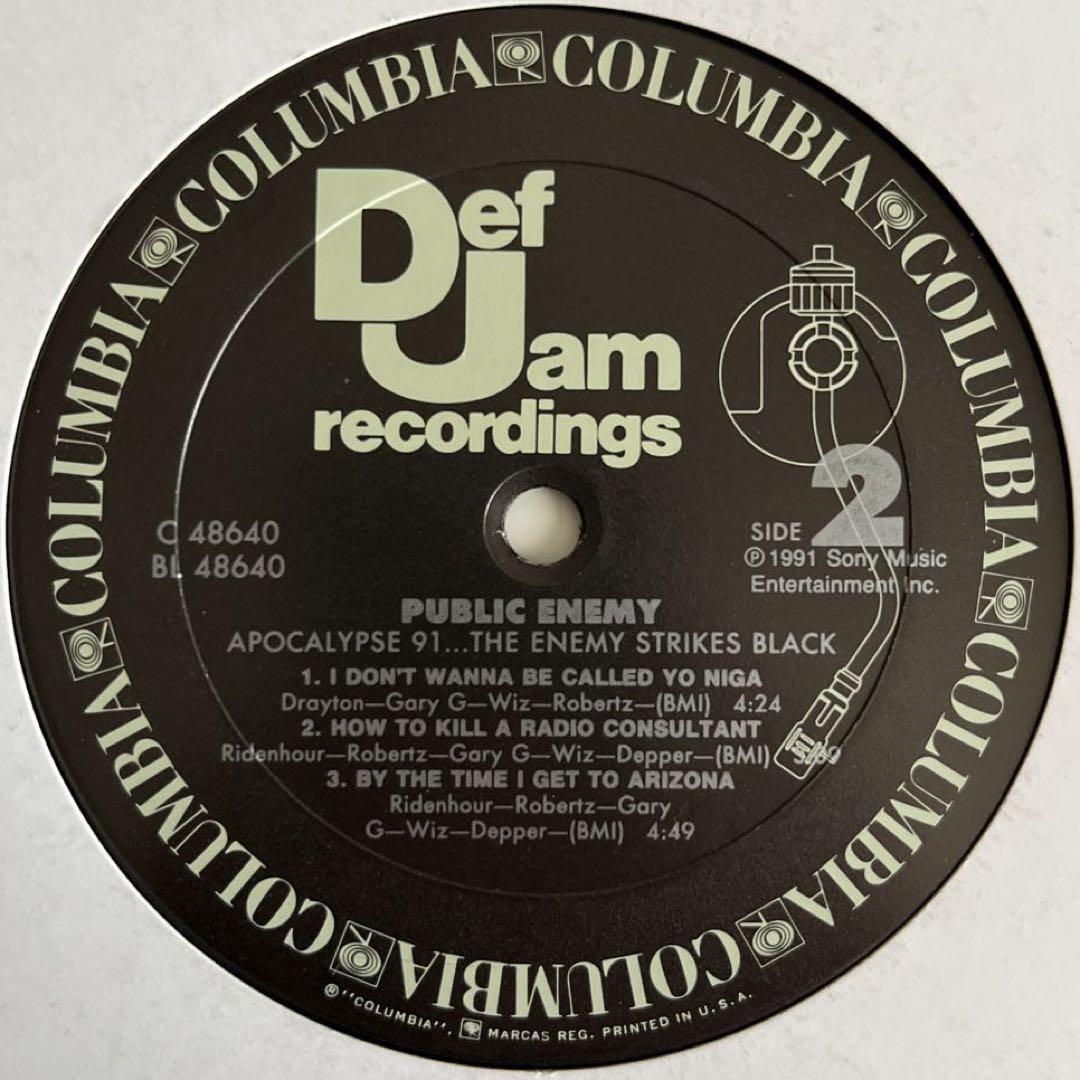 COLUMBIA COLUMBIA COLUMBIA COLUMBIA COLUMBIA COLUMBIA COLUMBIA COLUMBIA COLUMBIA COLUMBIA
Def
Jam
recordings
C 48640
BL 48640
SIDE 2
℗ 1991 Sony Music
Entertainment Inc.
PUBLIC ENEMY
APOCALYPSE 91...THE ENEMY STRIKES BLACK
1. I DON'T WANNA BE CALLED YO NIGA
Drayton—Gary G—Wiz—Robertz—(BMI) 4:24
2. HOW TO KILL A RADIO CONSULTANT
Ridenhour—Robertz—Gary G—Wiz—Depper—(BMI)
3. BY THE TIME I GET TO ARIZONA
Ridenhour—Robertz—Gary
G—Wiz—Depper—(BMI) 4:49
® "COLUMBIA", MARCAS REG. PRINTED IN U.S.A.